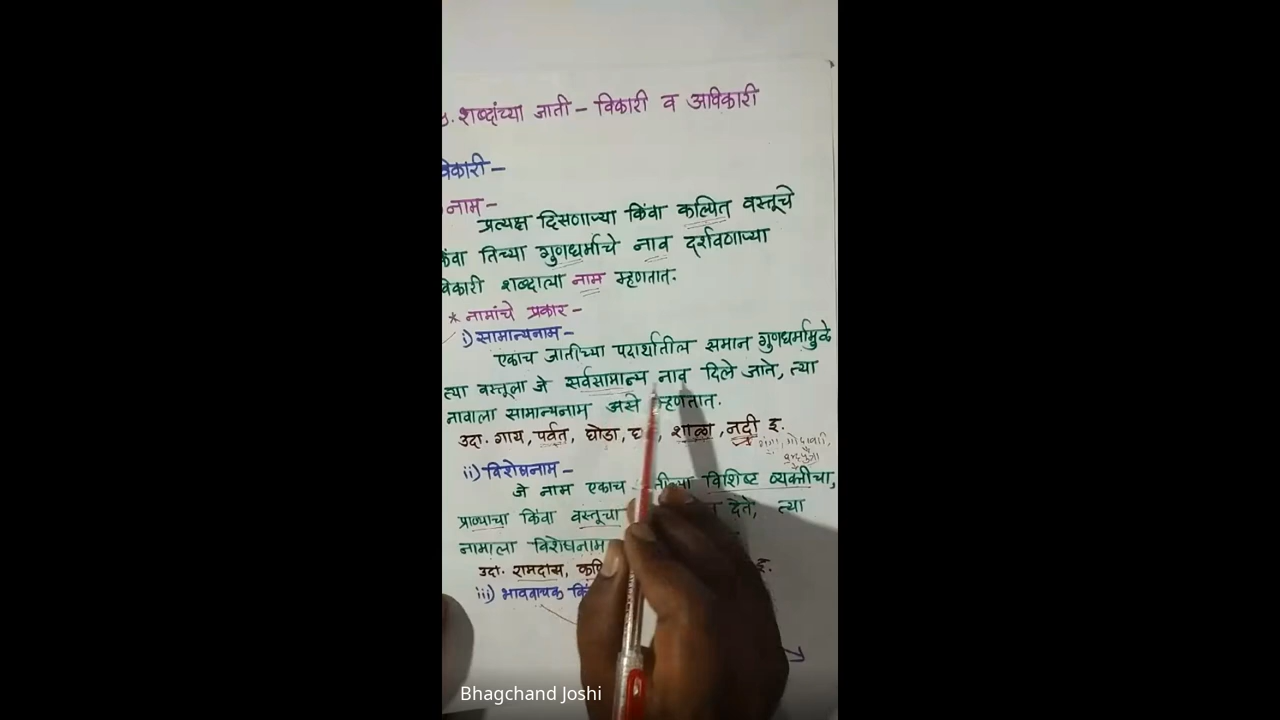 शब्दांच्या जाती - विकारी व अविकारी
विकारी -
नाम -
प्रत्यक्ष दिसणाऱ्या किंवा कल्पित वस्तूचे
किंवा तिच्या गुणधर्माचे नाव दर्शवणाऱ्या
विकारी शब्दाला नाम म्हणतात.
* नामांचे प्रकार -
i) सामान्यनाम -
एकाच जातीच्या पदार्थातील समान गुणधर्मामुळे
त्या वस्तूला जे सर्वसामान्य नाव दिले जाते, त्या
नावाला सामान्यनाम असे म्हणतात.
उदा. गाय, पर्वत, घोडा, शाळा, नदी इ.
गंगा, गोदावरी,
ii) विशेषनाम -
जे नाम एकाच विशिष्ट व्यक्तीचा,
प्राण्याचा किंवा वस्तूचा देते, त्या
नामाला विशेषनाम
उदा. रामदास, इ.
iii) भाववाचक
Bhagchand Joshi